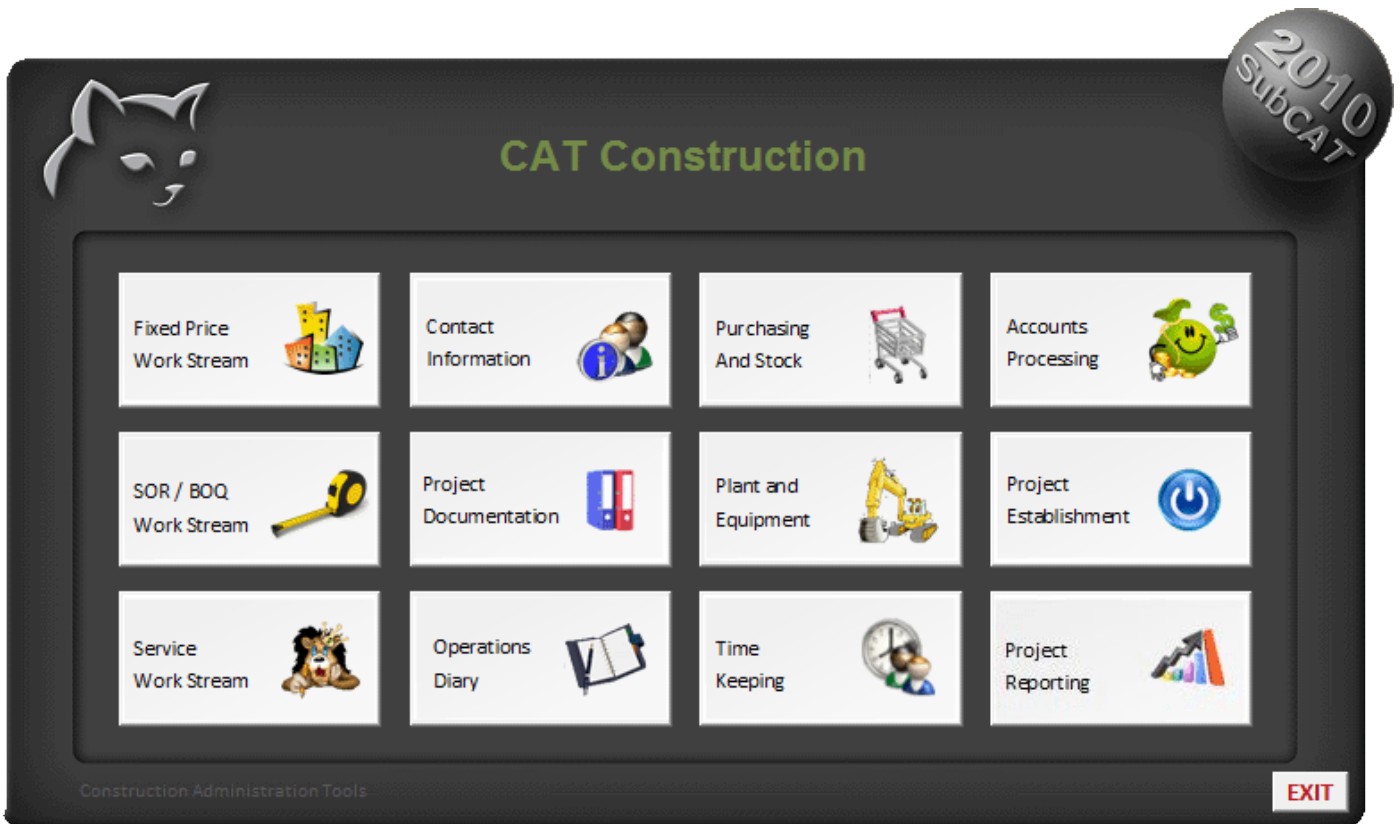 2010
SubCAT
CAT Construction
Fixed Price
Work Stream
Contact
Information
Purchasing
And Stock
Accounts
Processing
SOR / BOQ
Work Stream
Project
Documentation
Plant and
Equipment
Project
Establishment
Service
Work Stream
Operations
Diary
Time
Keeping
Project
Reporting
Construction Administration Tools
EXIT